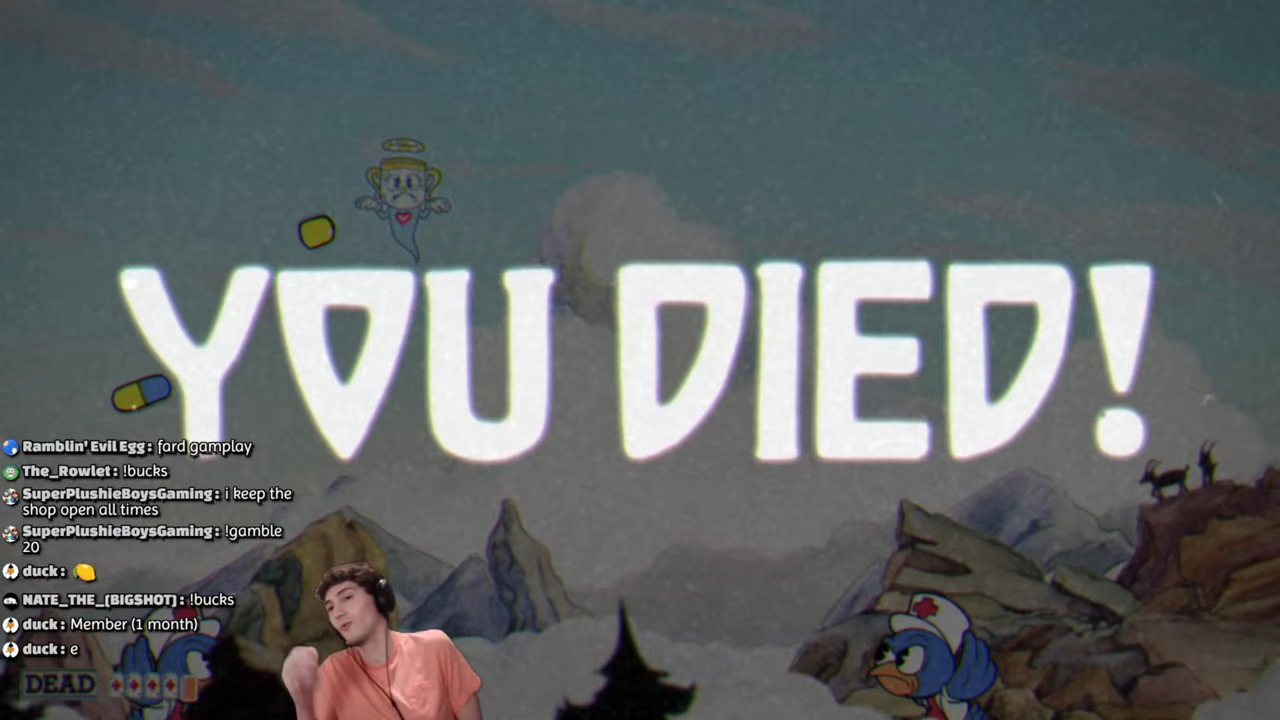 YOU DIED!
Ramblin' Evil Egg: fard gamplay
The_Rowlet: !bucks
SuperPlushieBoysGaming: i keep the
shop open all times
SuperPlushieBoysGaming: !gamble
20
duck: 🍋
NATE_THE_[BIGSHOT]: !bucks
duck: Member (1 month)
duck: e
DEAD